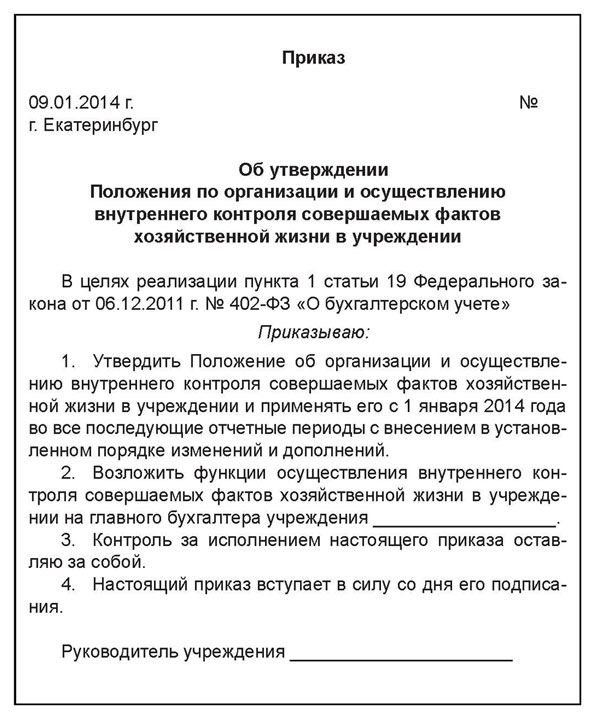 Приказ
09.01.2014 г. №
г. Екатеринбург
Об утверждении
Положения по организации и осуществлению
внутреннего контроля совершаемых фактов
хозяйственной жизни в учреждении
В целях реализации пункта 1 статьи 19 Федерального за-
кона от 06.12.2011 г. № 402-ФЗ «О бухгалтерском учете»
Приказываю:
1. Утвердить Положение об организации и осуществле-
нию внутреннего контроля совершаемых фактов хозяйствен-
ной жизни в учреждении и применять его с 1 января 2014 года
во все последующие отчетные периоды с внесением в установ-
ленном порядке изменений и дополнений.
2. Возложить функции осуществления внутреннего кон-
троля совершаемых фактов хозяйственной жизни в учрежде-
нии на главного бухгалтера учреждения _________________.
3. Контроль за исполнением настоящего приказа остав-
ляю за собой.
4. Настоящий приказ вступает в силу со дня его подписа-
ния.
Руководитель учреждения ____________________